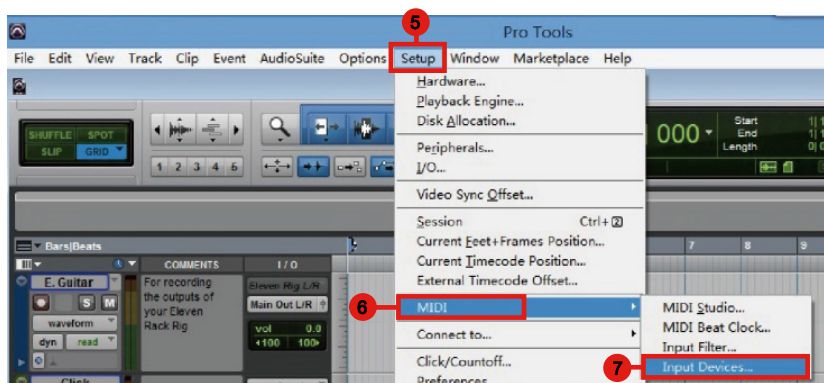 5
Pro Tools
File Edit View Track Clip Event AudioSuite Options Setup Window Marketplace Help
Hardware...
Playback Engine...
Disk Allocation...
Peripherals...
I/O...
Video Sync Offset...
Session Ctrl+2
Current Feet+Frames Position...
Current Timecode Position...
External Timecode Offset...
6
MIDI
Connect to...
Click/Countoff...
Preferences
MIDI Studio...
MIDI Beat Clock...
Input Filter...
7
Input Devices...
SHUFFLE SPOT
SLIP GRID
1 2 3 4 5
000
Start
End
Length
Bars|Beats
7 8 9
COMMENTS I / O
E. Guitar
S M
waveform
dyn read
For recording
the outputs of
your Eleven
Rack Rig
Eleven Rig L/R
Main Out L/R
vol 0.0
100 100
Click